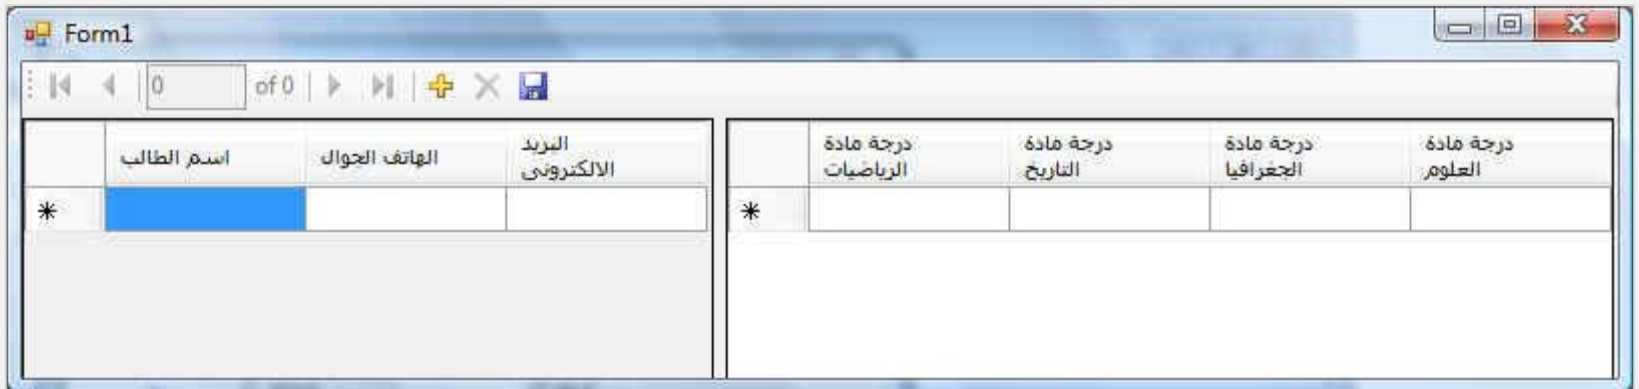 Form1
0 of 0
اسم الطالب
الهاتف الجوال
البريد
الالكترونى
درجة مادة
الرياضيات
درجة مادة
التاريخ
درجة مادة
الجغرافيا
درجة مادة
العلوم